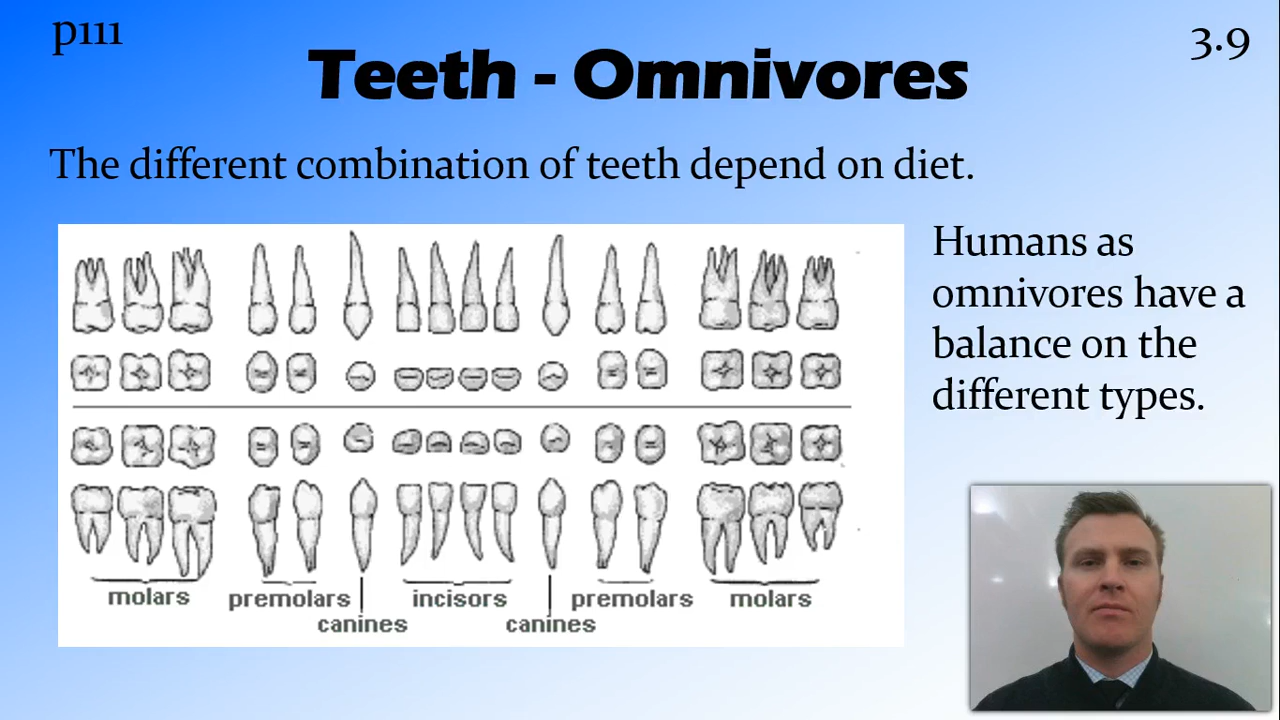 p111
3.9
Teeth - Omnivores
The different combination of teeth depend on diet.
Humans as
omnivores have a
balance on the
different types.
molars
premolars
incisors
premolars
molars
canines
canines